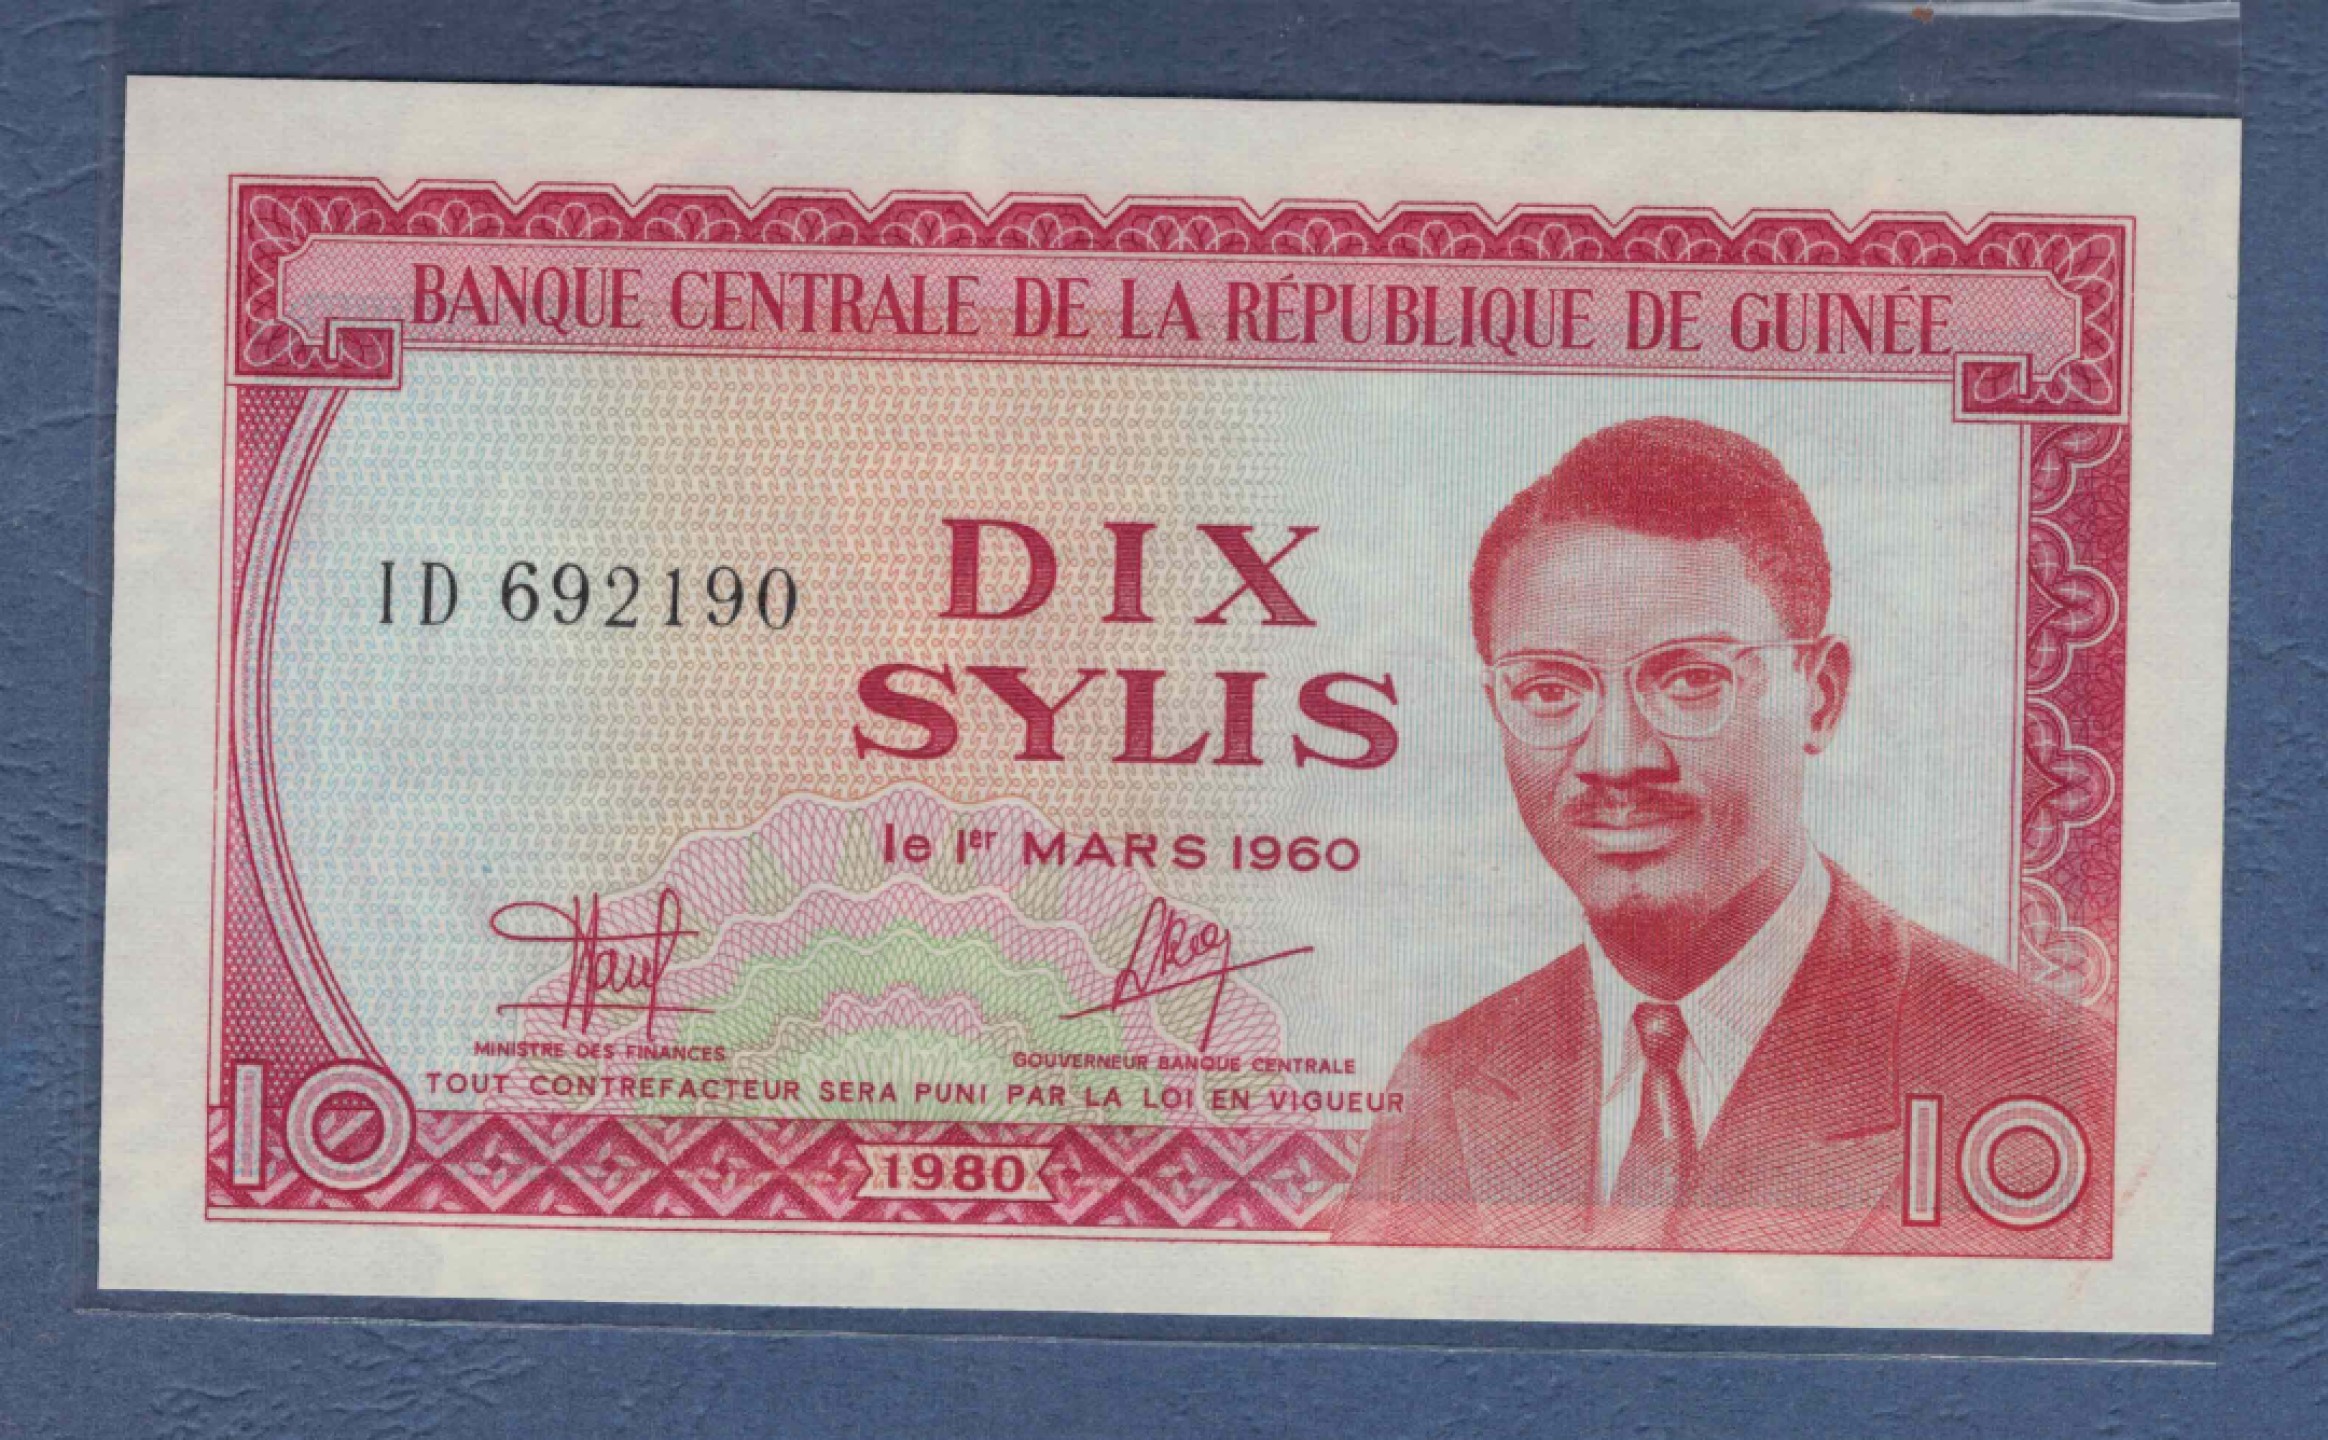 BANQUE CENTRALE DE LA RÉPUBLIQUE DE GUINÉE
ID 692190
DIX
SYLIS
le 1er MARS 1960
MINISTRE DES FINANCES
GOUVERNEUR BANQUE CENTRALE
TOUT CONTREFACTEUR SERA PUNI PAR LA LOI EN VIGUEUR
10
1980
10